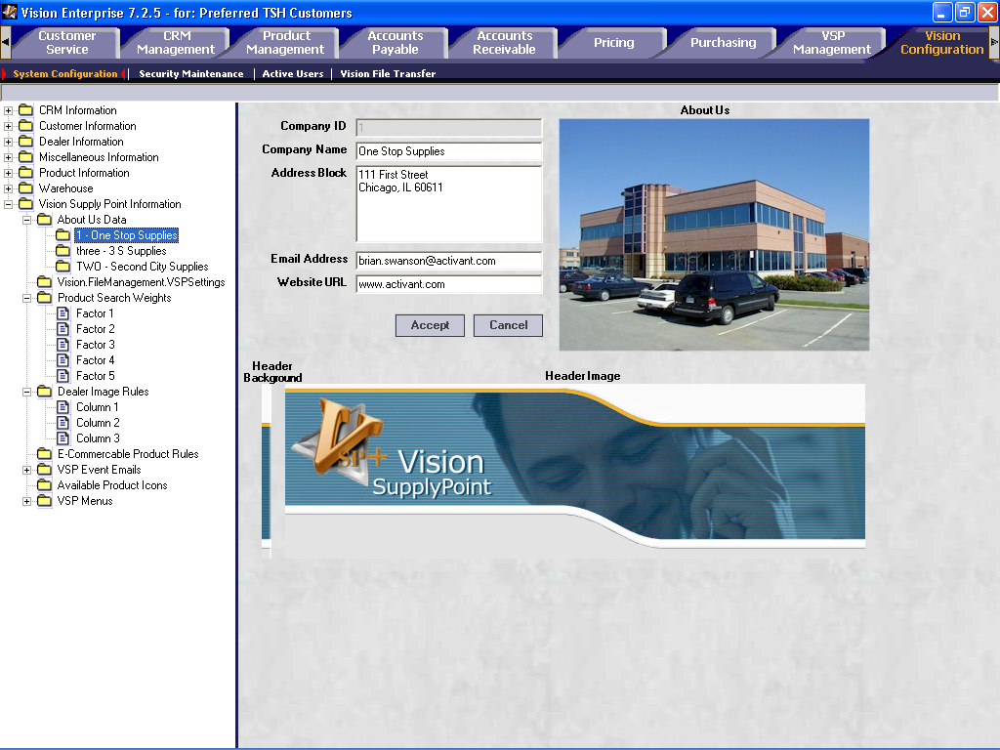 Vision Enterprise 7.2.5 - for: Preferred TSH Customers
Customer Service
CRM Management
Product Management
Accounts Payable
Accounts Receivable
Pricing
Purchasing
VSP Management
Vision Configuration
System Configuration | Security Maintenance | Active Users | Vision File Transfer
CRM Information
Customer Information
Dealer Information
Miscellaneous Information
Product Information
Warehouse
Vision Supply Point Information
About Us Data
1 - One Stop Supplies
three - 3 S Supplies
TWO - Second City Supplies
Vision.FileManagement.VSPSettings
Product Search Weights
Factor 1
Factor 2
Factor 3
Factor 4
Factor 5
Dealer Image Rules
Column 1
Column 2
Column 3
E-Commercable Product Rules
VSP Event Emails
Available Product Icons
VSP Menus
Company ID 1
Company Name One Stop Supplies
Address Block 111 First Street
Chicago, IL 60611
Email Address brian.swanson@activant.com
Website URL www.activant.com
Accept Cancel
About Us
Header Background
Header Image
VSP+ Vision
SupplyPoint